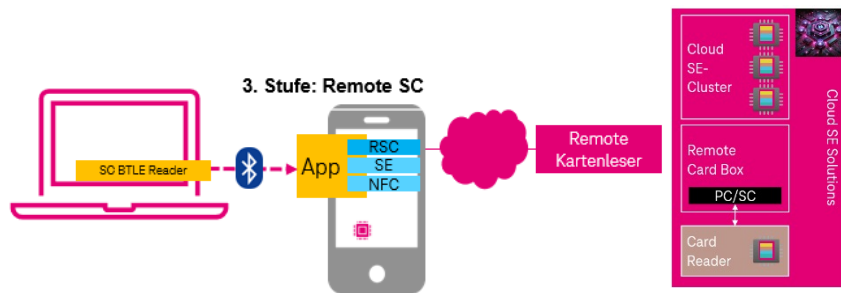 3. Stufe: Remote SC
SO BTLE Reader
App
RSC
SE
NFC
Remote
Kartenleser
Cloud
SE-
Cluster
Remote
Card Box
PC/SC
Card
Reader
Cloud SE Solutions